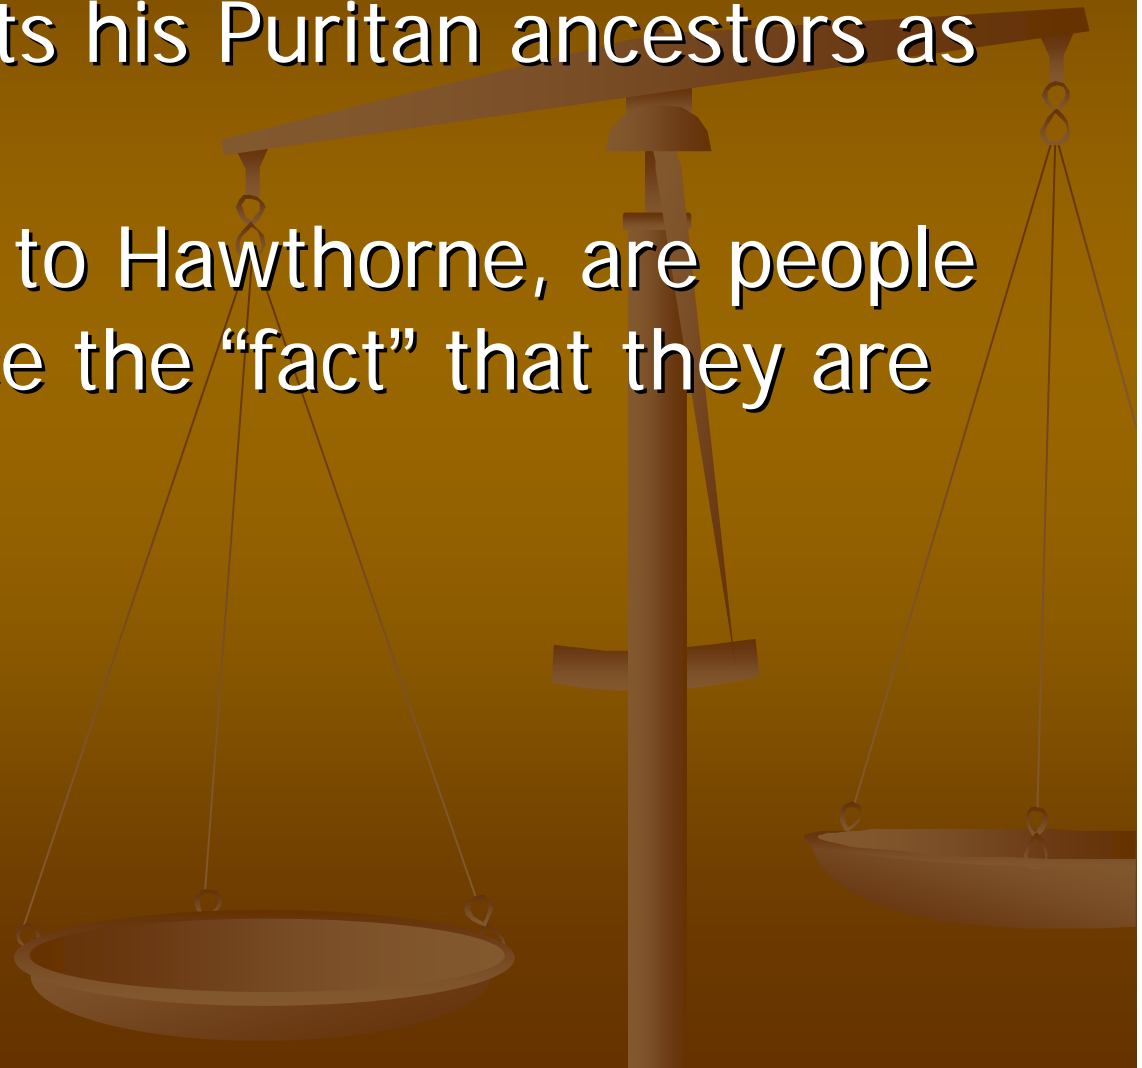 ts his Puritan ancestors as
to Hawthorne, are people
e the “fact” that they are